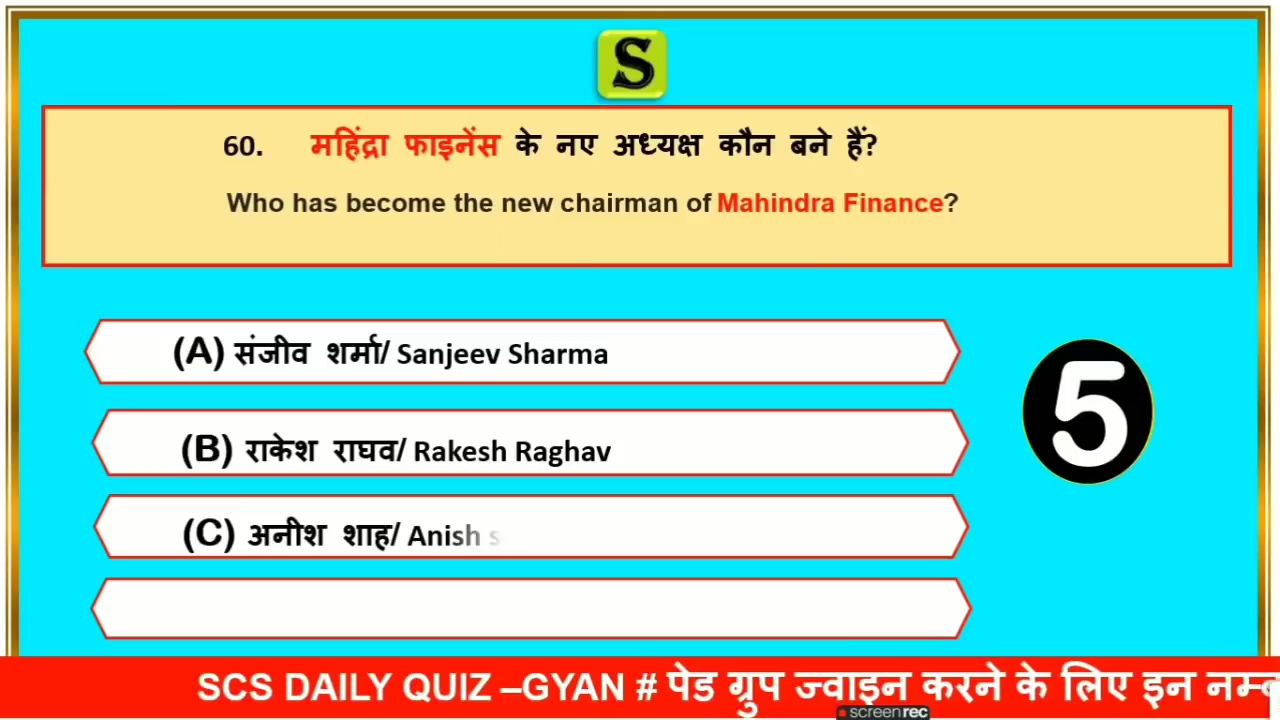 S
60. महिंद्रा फाइनेंस के नए अध्यक्ष कौन बने हैं?
Who has become the new chairman of Mahindra Finance?
(A) संजीव शर्मा/ Sanjeev Sharma
5
(B) राकेश राघव/ Rakesh Raghav
(C) अनीश शाह/ Anish s
SCS DAILY QUIZ –GYAN # पेड ग्रुप ज्वाइन करने के लिए इन
screenrec